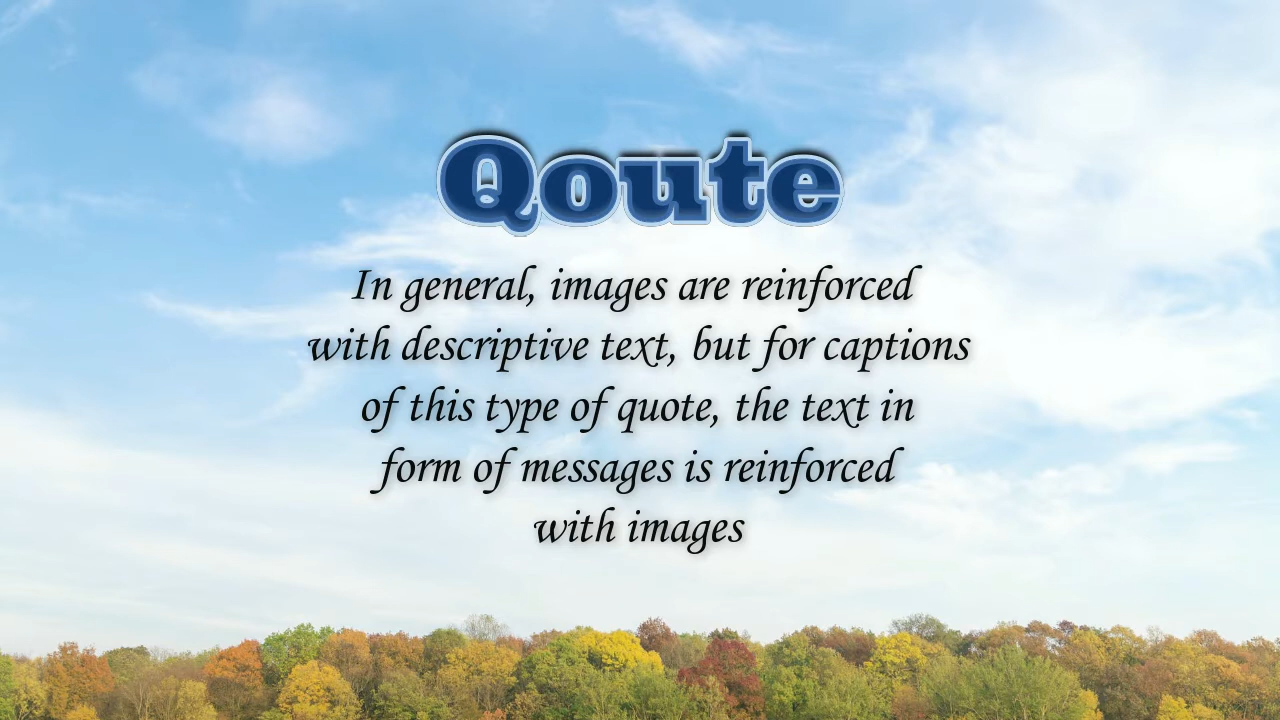 Qoute
In general, images are reinforced
with descriptive text, but for captions
of this type of quote, the text in
form of messages is reinforced
with images